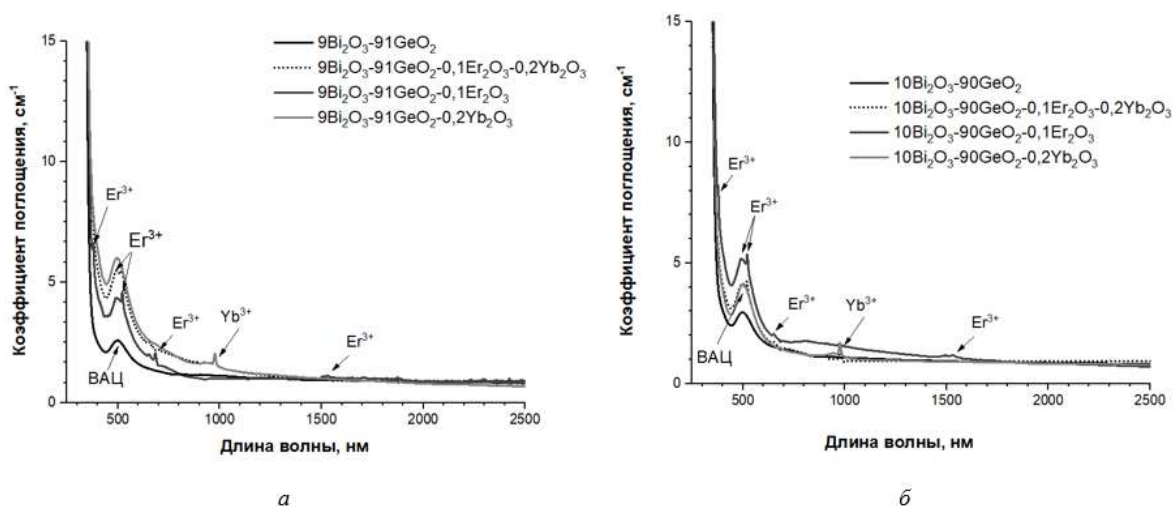 15
10
5
0
Коэффициент поглощения, см⁻¹
9Bi₂O₃-91GeO₂
9Bi₂O₃-91GeO₂-0,1Er₂O₃-0,2Yb₂O₃
9Bi₂O₃-91GeO₂-0,1Er₂O₃
9Bi₂O₃-91GeO₂-0,2Yb₂O₃
Er³⁺
Er³⁺
Er³⁺
Yb³⁺
Er³⁺
ВАЦ
500
1000
1500
2000
2500
Длина волны, нм
а
15
10
5
0
Коэффициент поглощения, см⁻¹
10Bi₂O₃-90GeO₂
10Bi₂O₃-90GeO₂-0,1Er₂O₃-0,2Yb₂O₃
10Bi₂O₃-90GeO₂-0,1Er₂O₃
10Bi₂O₃-90GeO₂-0,2Yb₂O₃
Er³⁺
Er³⁺
Er³⁺
Yb³⁺
Er³⁺
ВАЦ
500
1000
1500
2000
2500
Длина волны, нм
б